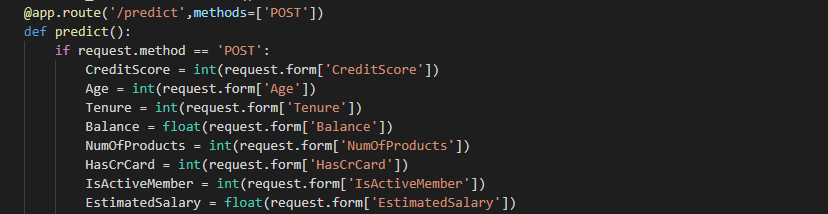 @app.route('/predict',methods=['POST'])
def predict():
    if request.method == 'POST':
        CreditScore = int(request.form['CreditScore'])
        Age = int(request.form['Age'])
        Tenure = int(request.form['Tenure'])
        Balance = float(request.form['Balance'])
        NumOfProducts = int(request.form['NumOfProducts'])
        HasCrCard = int(request.form['HasCrCard'])
        IsActiveMember = int(request.form['IsActiveMember'])
        EstimatedSalary = float(request.form['EstimatedSalary'])